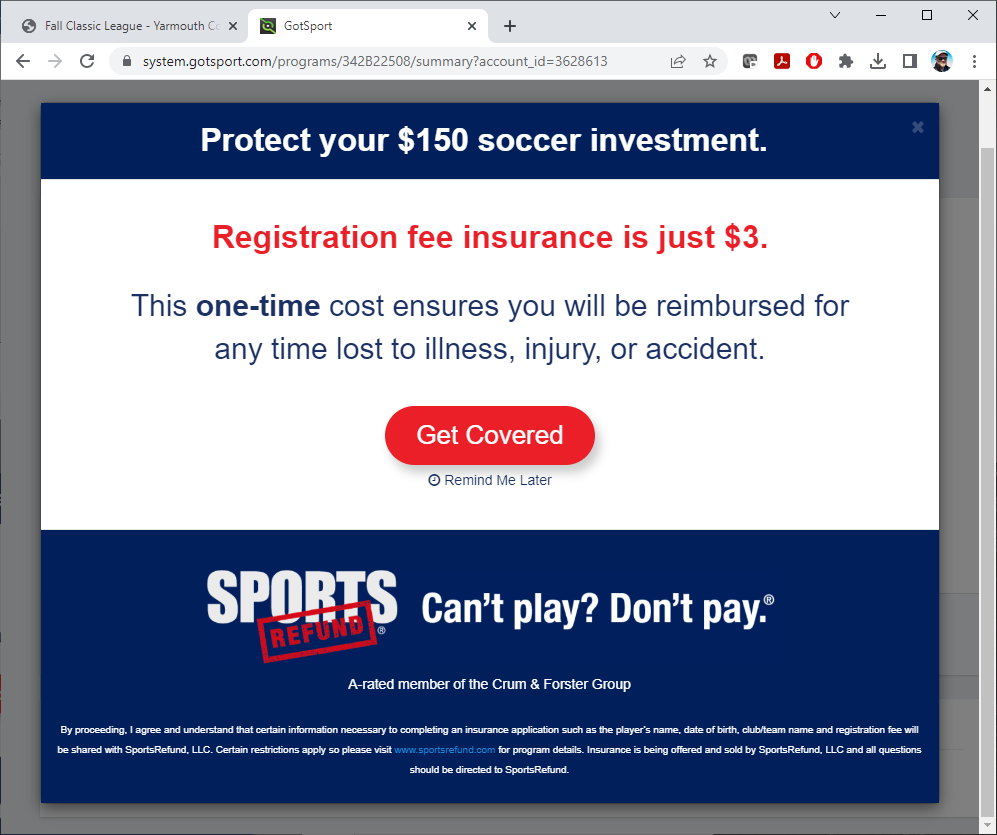 Fall Classic League - Yarmouth Co
GotSport
system.gotsport.com/programs/342B22508/summary?account_id=3628613
Protect your $150 soccer investment.
Registration fee insurance is just $3.
This one-time cost ensures you will be reimbursed for
any time lost to illness, injury, or accident.
Get Covered
Remind Me Later
SPORTS
REFUND®
Can't play? Don't pay.®
A-rated member of the Crum & Forster Group
By proceeding, I agree and understand that certain information necessary to completing an insurance application such as the player's name, date of birth, club/team name and registration fee will
be shared with SportsRefund, LLC. Certain restrictions apply so please visit www.sportsrefund.com for program details. Insurance is being offered and sold by SportsRefund, LLC and all questions
should be directed to SportsRefund.